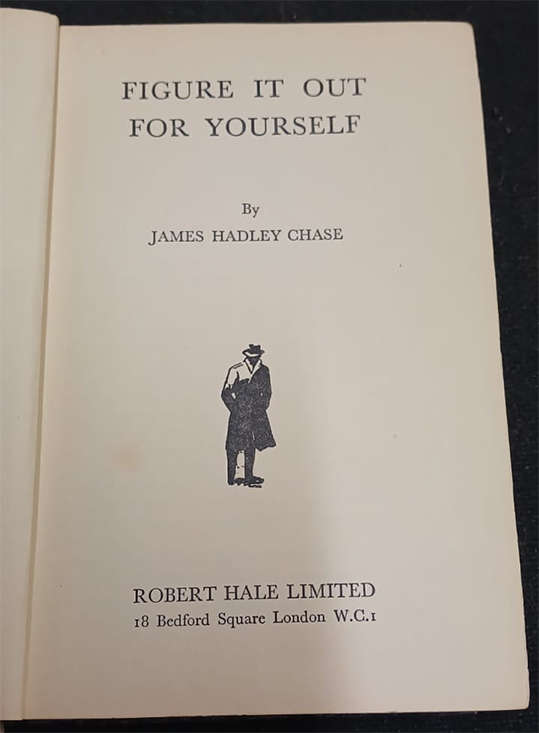 FIGURE IT OUT
FOR YOURSELF
By
JAMES HADLEY CHASE
ROBERT HALE LIMITED
18 Bedford Square London W.C.1